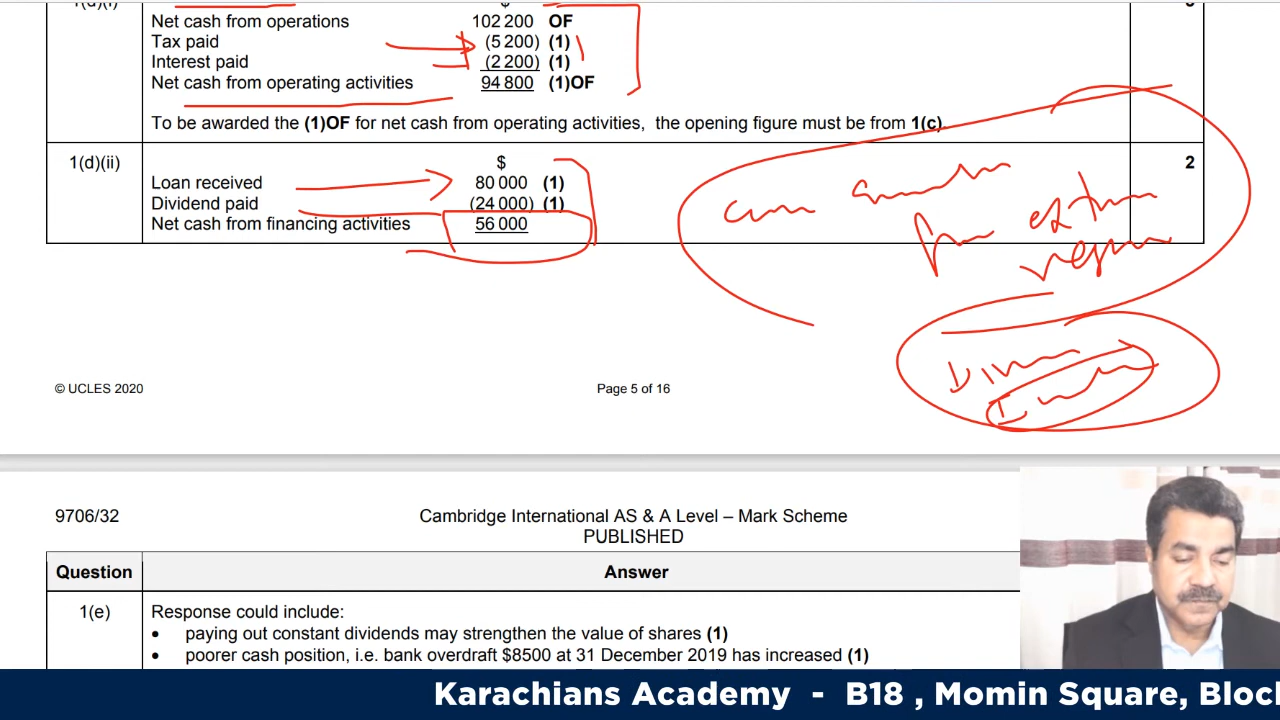 1(d)(i) $
Net cash from operations 102 200 OF
Tax paid (5 200) (1)
Interest paid (2 200) (1)
Net cash from operating activities 94 800 (1)OF
To be awarded the (1)OF for net cash from operating activities, the opening figure must be from 1(c).
1(d)(ii) $ 2
Loan received 80 000 (1)
Dividend paid (24 000) (1)
Net cash from financing activities 56 000
from
© UCLES 2020 Page 5 of 16
9706/32 Cambridge International AS & A Level – Mark Scheme
PUBLISHED
Question Answer
1(e) Response could include:
• paying out constant dividends may strengthen the value of shares (1)
• poorer cash position, i.e. bank overdraft $8500 at 31 December 2019 has increased (1)
Karachians Academy - B18 , Momin Square, Bloc